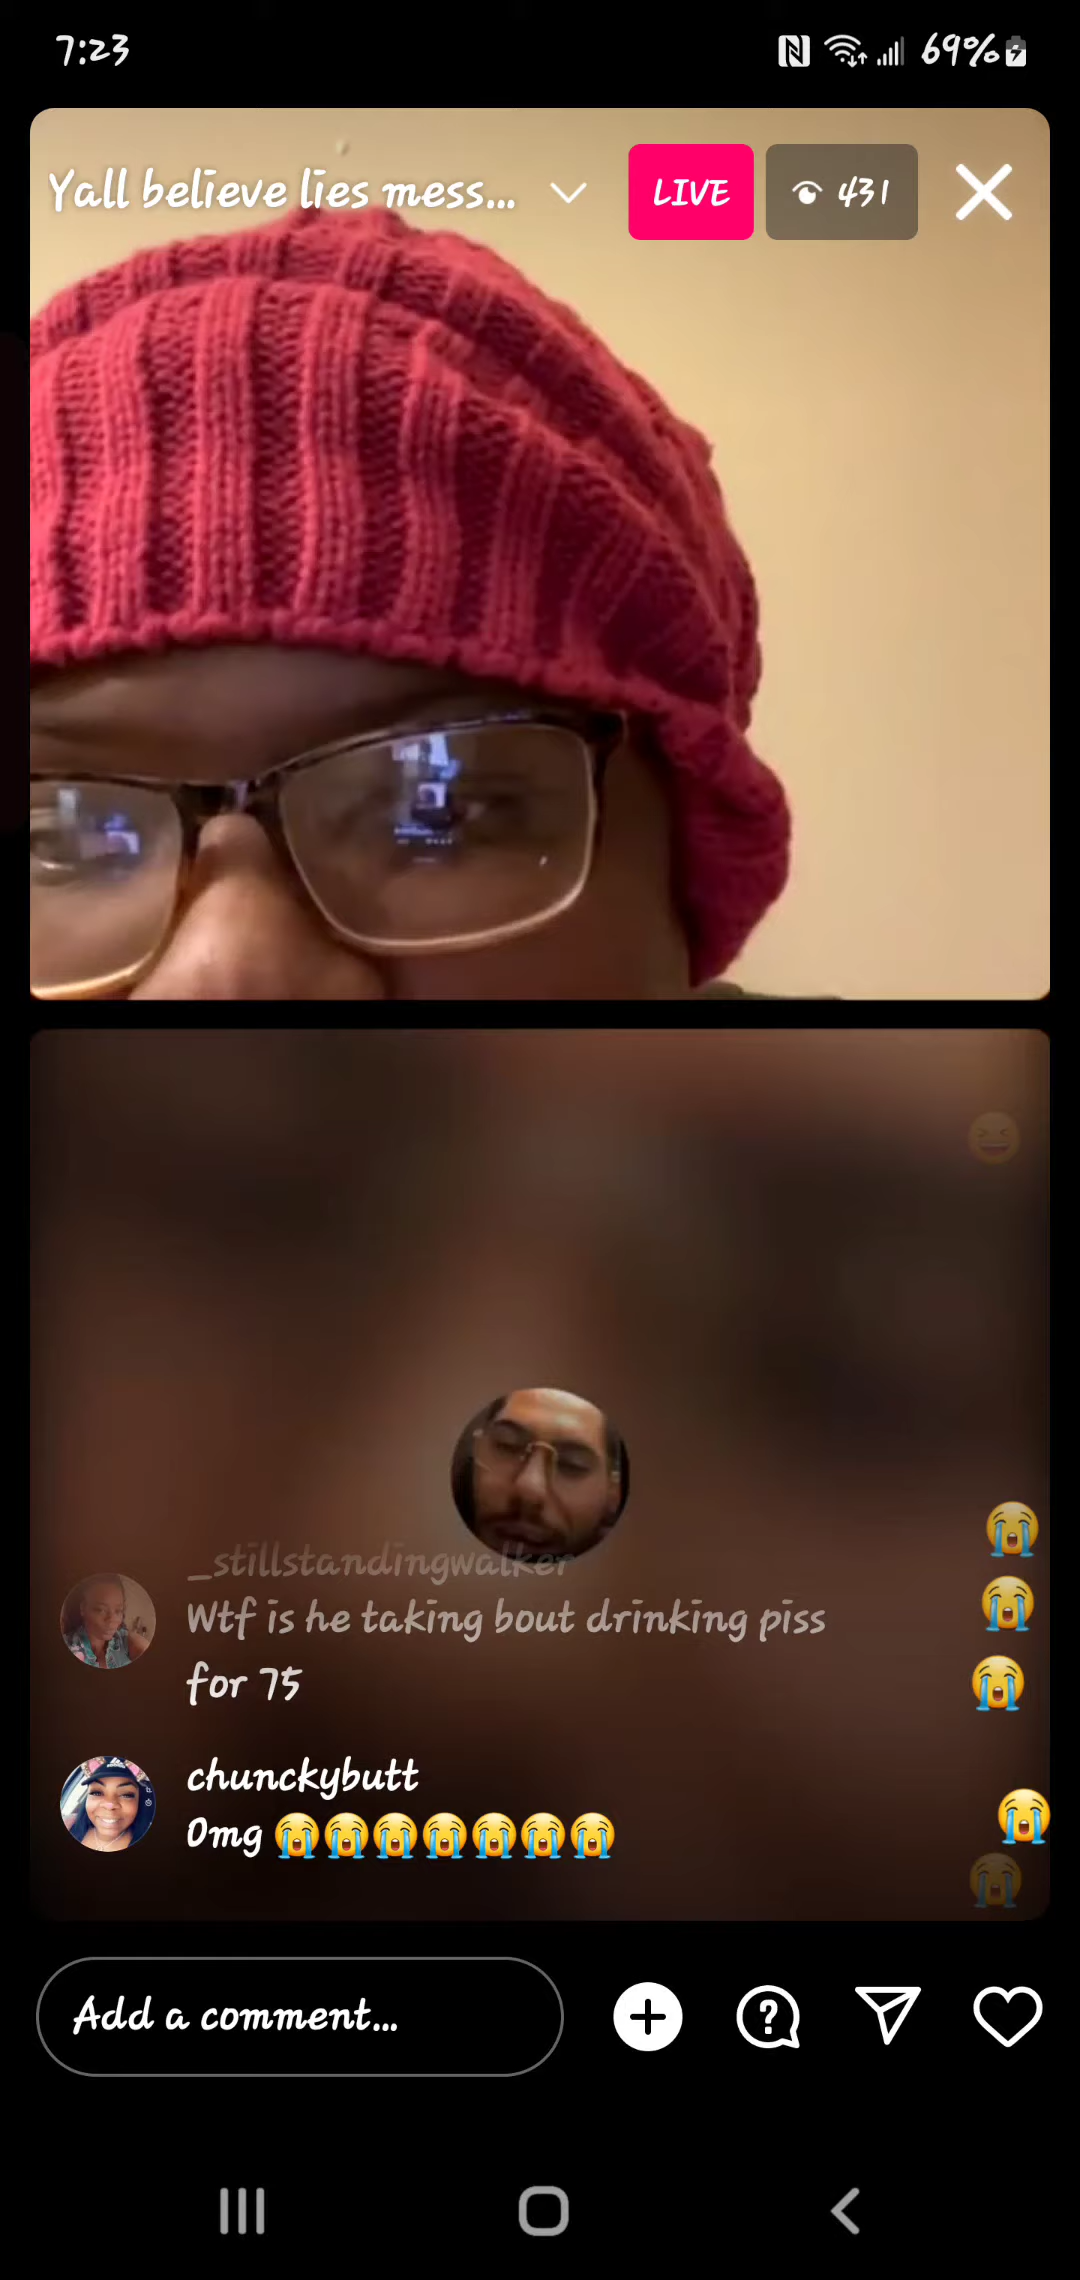 7:23
69%
Yall believe lies mess...
LIVE
431
_stillstandingwalker
Wtf is he taking bout drinking piss
for 75
chunckybutt
Omg 😭😭😭😭😭😭😭
Add a comment...